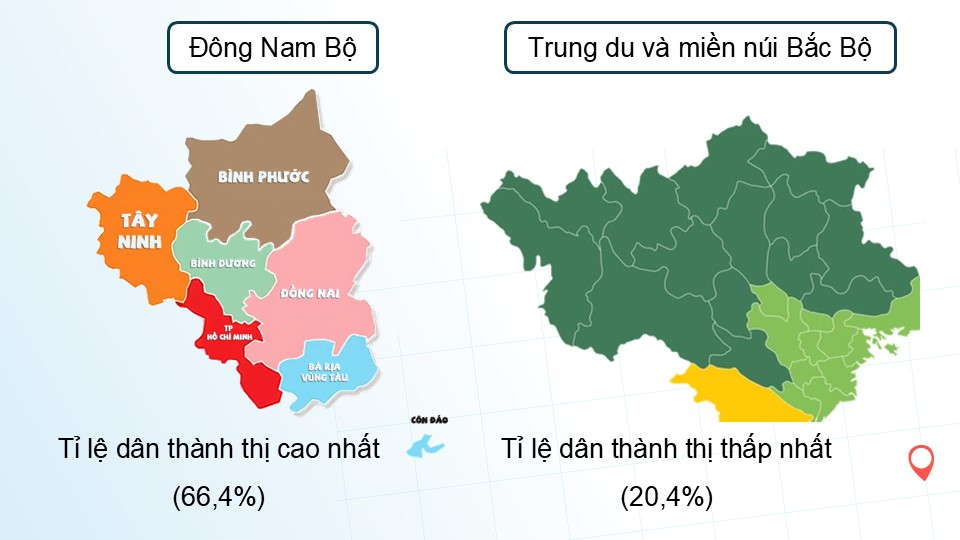 Đông Nam Bộ
Trung du và miền núi Bắc Bộ
BÌNH PHƯỚC
TÂY
NINH
BÌNH DƯƠNG
ĐỒNG NAI
TP
HỒ CHÍ MINH
BÀ RỊA
VŨNG TÀU
CÔN ĐẢO
Tỉ lệ dân thành thị cao nhất
(66,4%)
Tỉ lệ dân thành thị thấp nhất
(20,4%)